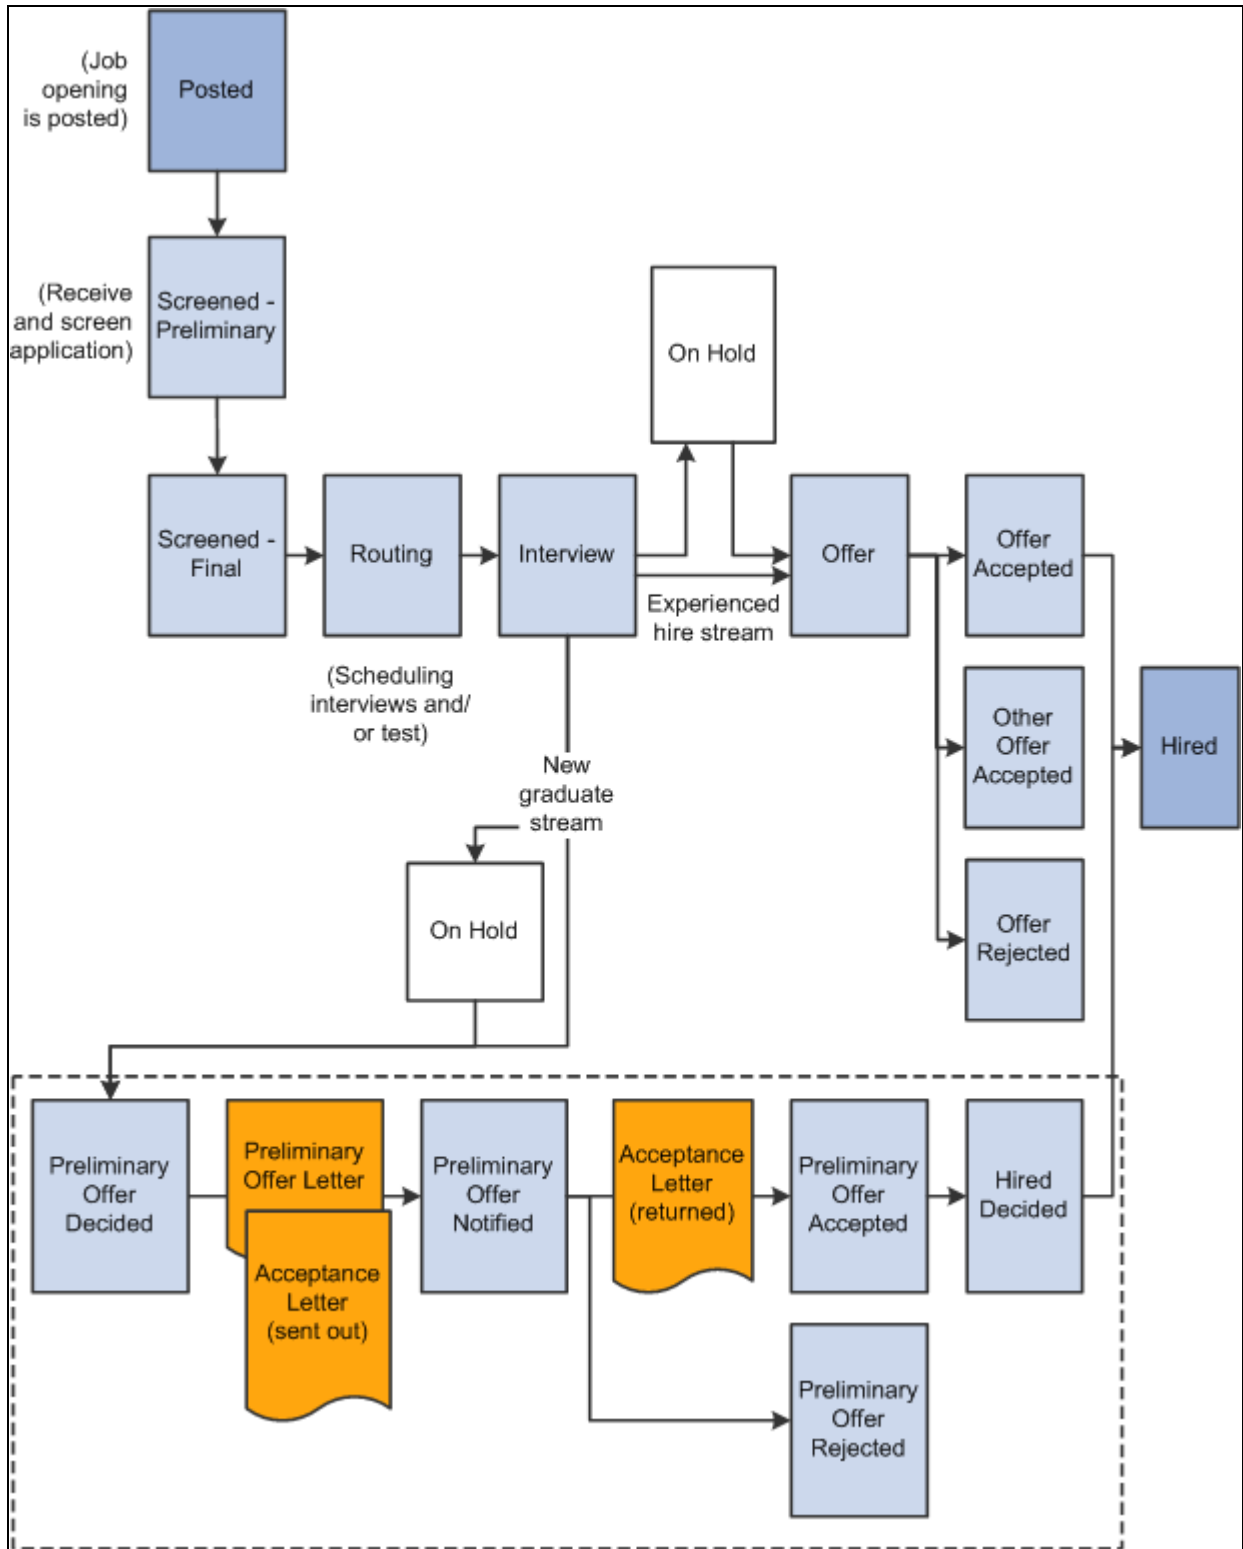 (Job
opening
is posted)
Posted
(Receive
and screen
application)
Screened -
Preliminary
On Hold
Screened -
Final
Routing
Interview
Experienced
hire stream
Offer
Offer
Accepted
(Scheduling
interviews and/
or test)
Other
Offer
Accepted
Hired
New
graduate
stream
On Hold
Offer
Rejected
Preliminary
Offer
Decided
Preliminary
Offer Letter
Acceptance
Letter
(sent out)
Preliminary
Offer
Notified
Acceptance
Letter
(returned)
Preliminary
Offer
Accepted
Hired
Decided
Preliminary
Offer
Rejected